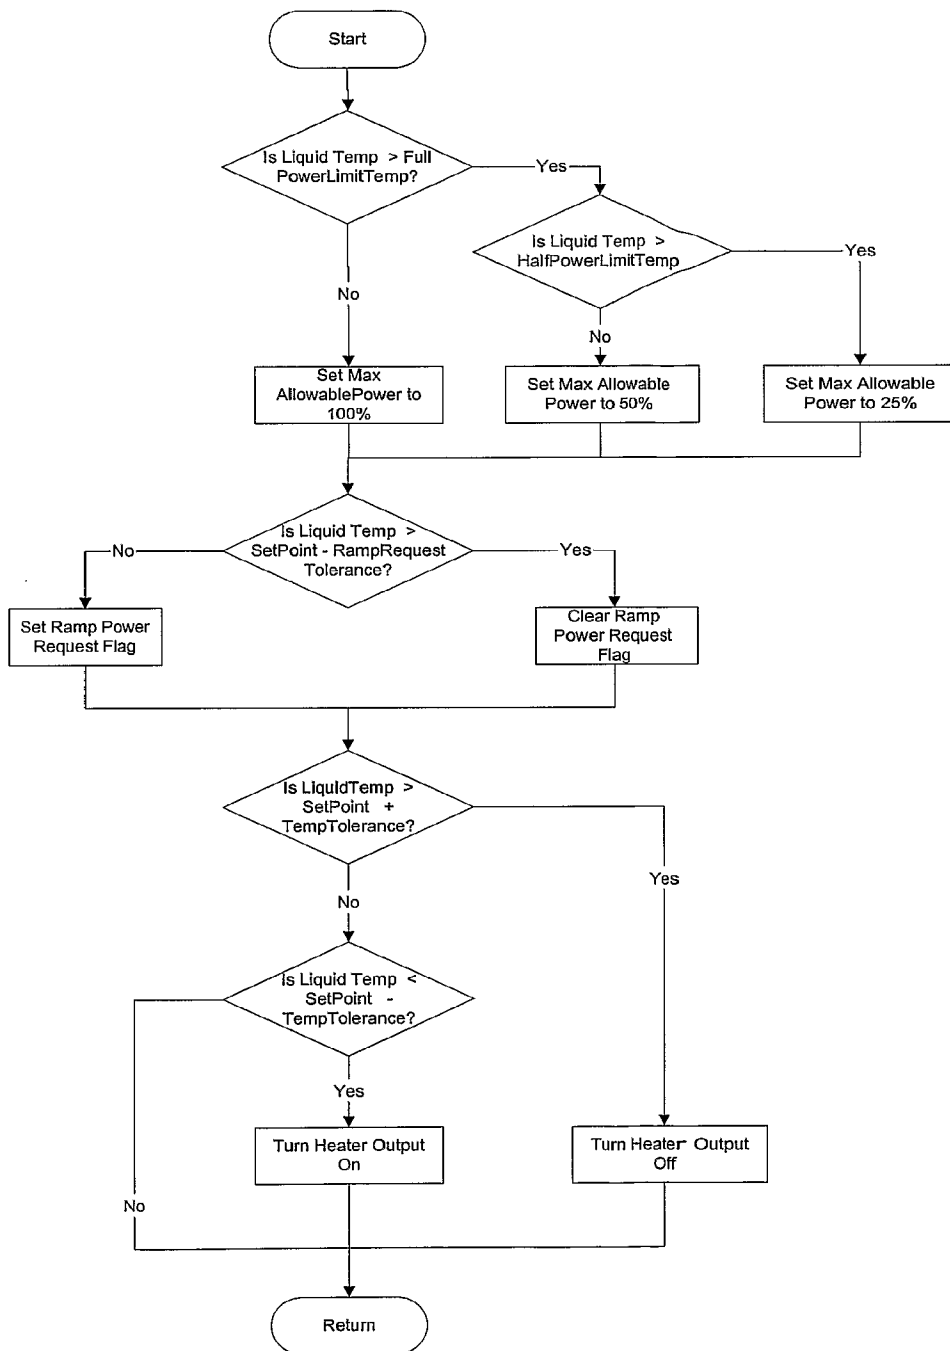 Start
Is Liquid Temp > Full
PowerLimitTemp?
Yes
Is Liquid Temp >
HalfPowerLimitTemp
Yes
No
No
Set Max
AllowablePower to
100%
Set Max Allowable
Power to 50%
Set Max Allowable
Power to 25%
Is Liquid Temp >
SetPoint - RampRequest
Tolerance?
No
Yes
Set Ramp Power
Request Flag
Clear Ramp
Power Request
Flag
Is LiquidTemp >
SetPoint +
TempTolerance?
Yes
No
Is Liquid Temp <
SetPoint -
TempTolerance?
Yes
Turn Heater Output
On
Turn Heater Output
Off
No
Return